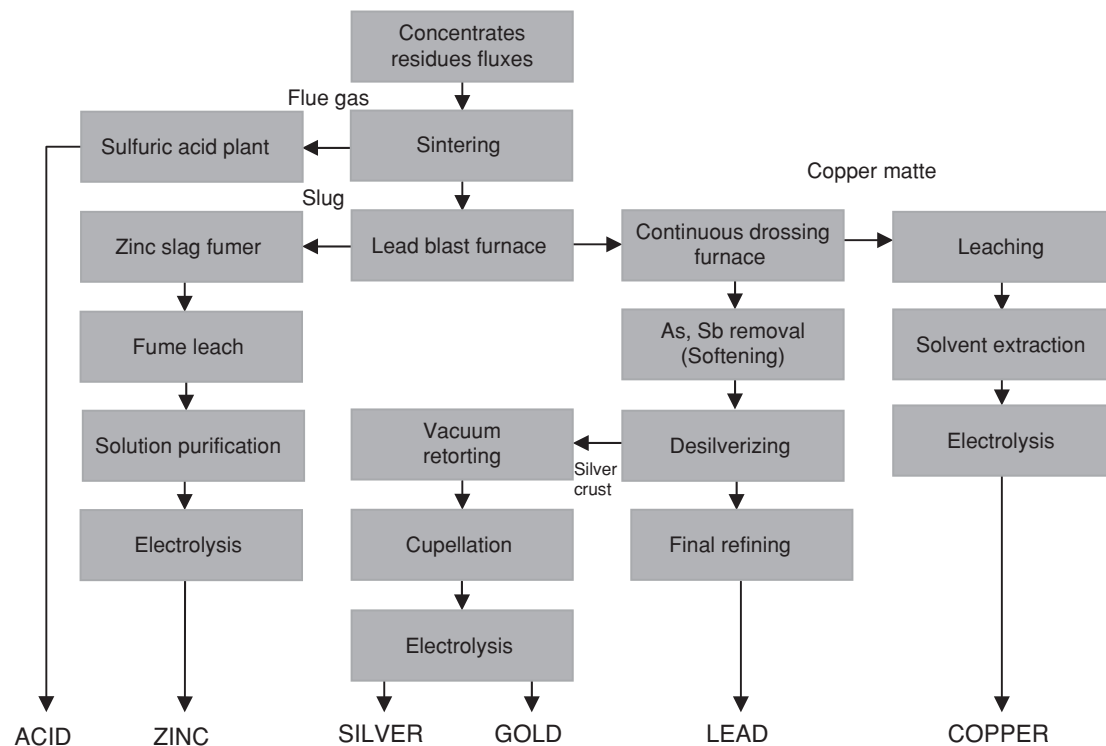 Concentrates
residues fluxes
Flue gas
Sulfuric acid plant
Sintering
Copper matte
Slug
Zinc slag fumer
Lead blast furnace
Continuous drossing
furnace
Leaching
Fume leach
As, Sb removal
(Softening)
Solvent extraction
Solution purification
Vacuum
retorting
Silver
crust
Desilverizing
Electrolysis
Electrolysis
Cupellation
Final refining
Electrolysis
ACID
ZINC
SILVER
GOLD
LEAD
COPPER